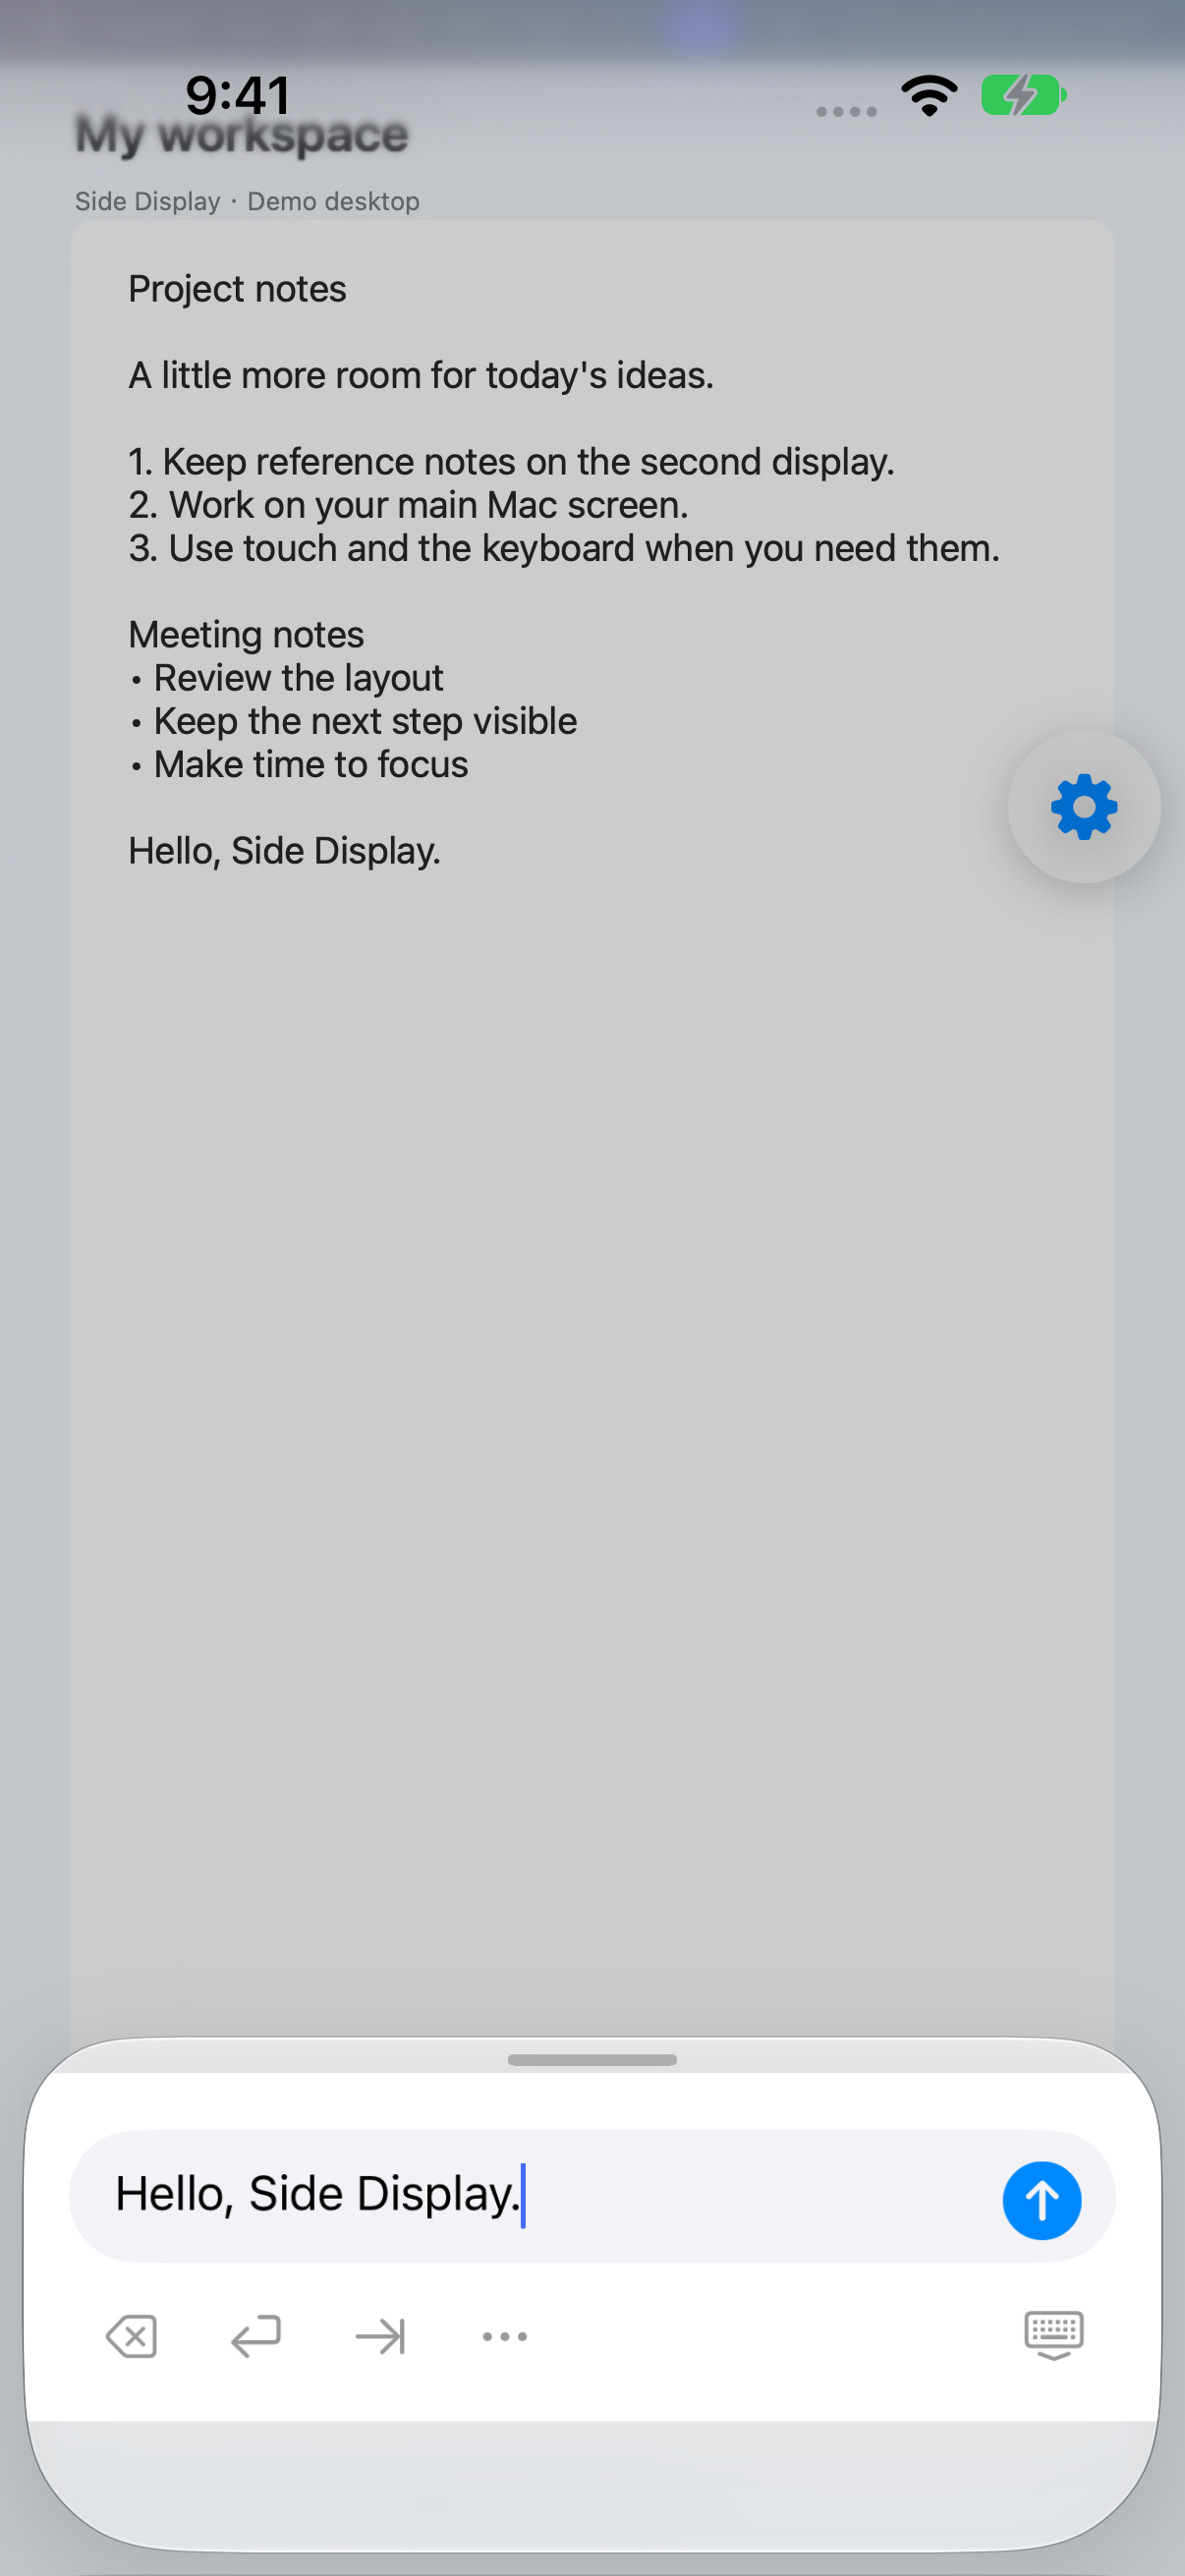 9:41
My workspace
Side Display · Demo desktop
Project notes
A little more room for today's ideas.
1. Keep reference notes on the second display.
2. Work on your main Mac screen.
3. Use touch and the keyboard when you need them.
Meeting notes
• Review the layout
• Keep the next step visible
• Make time to focus
Hello, Side Display.
Hello, Side Display.